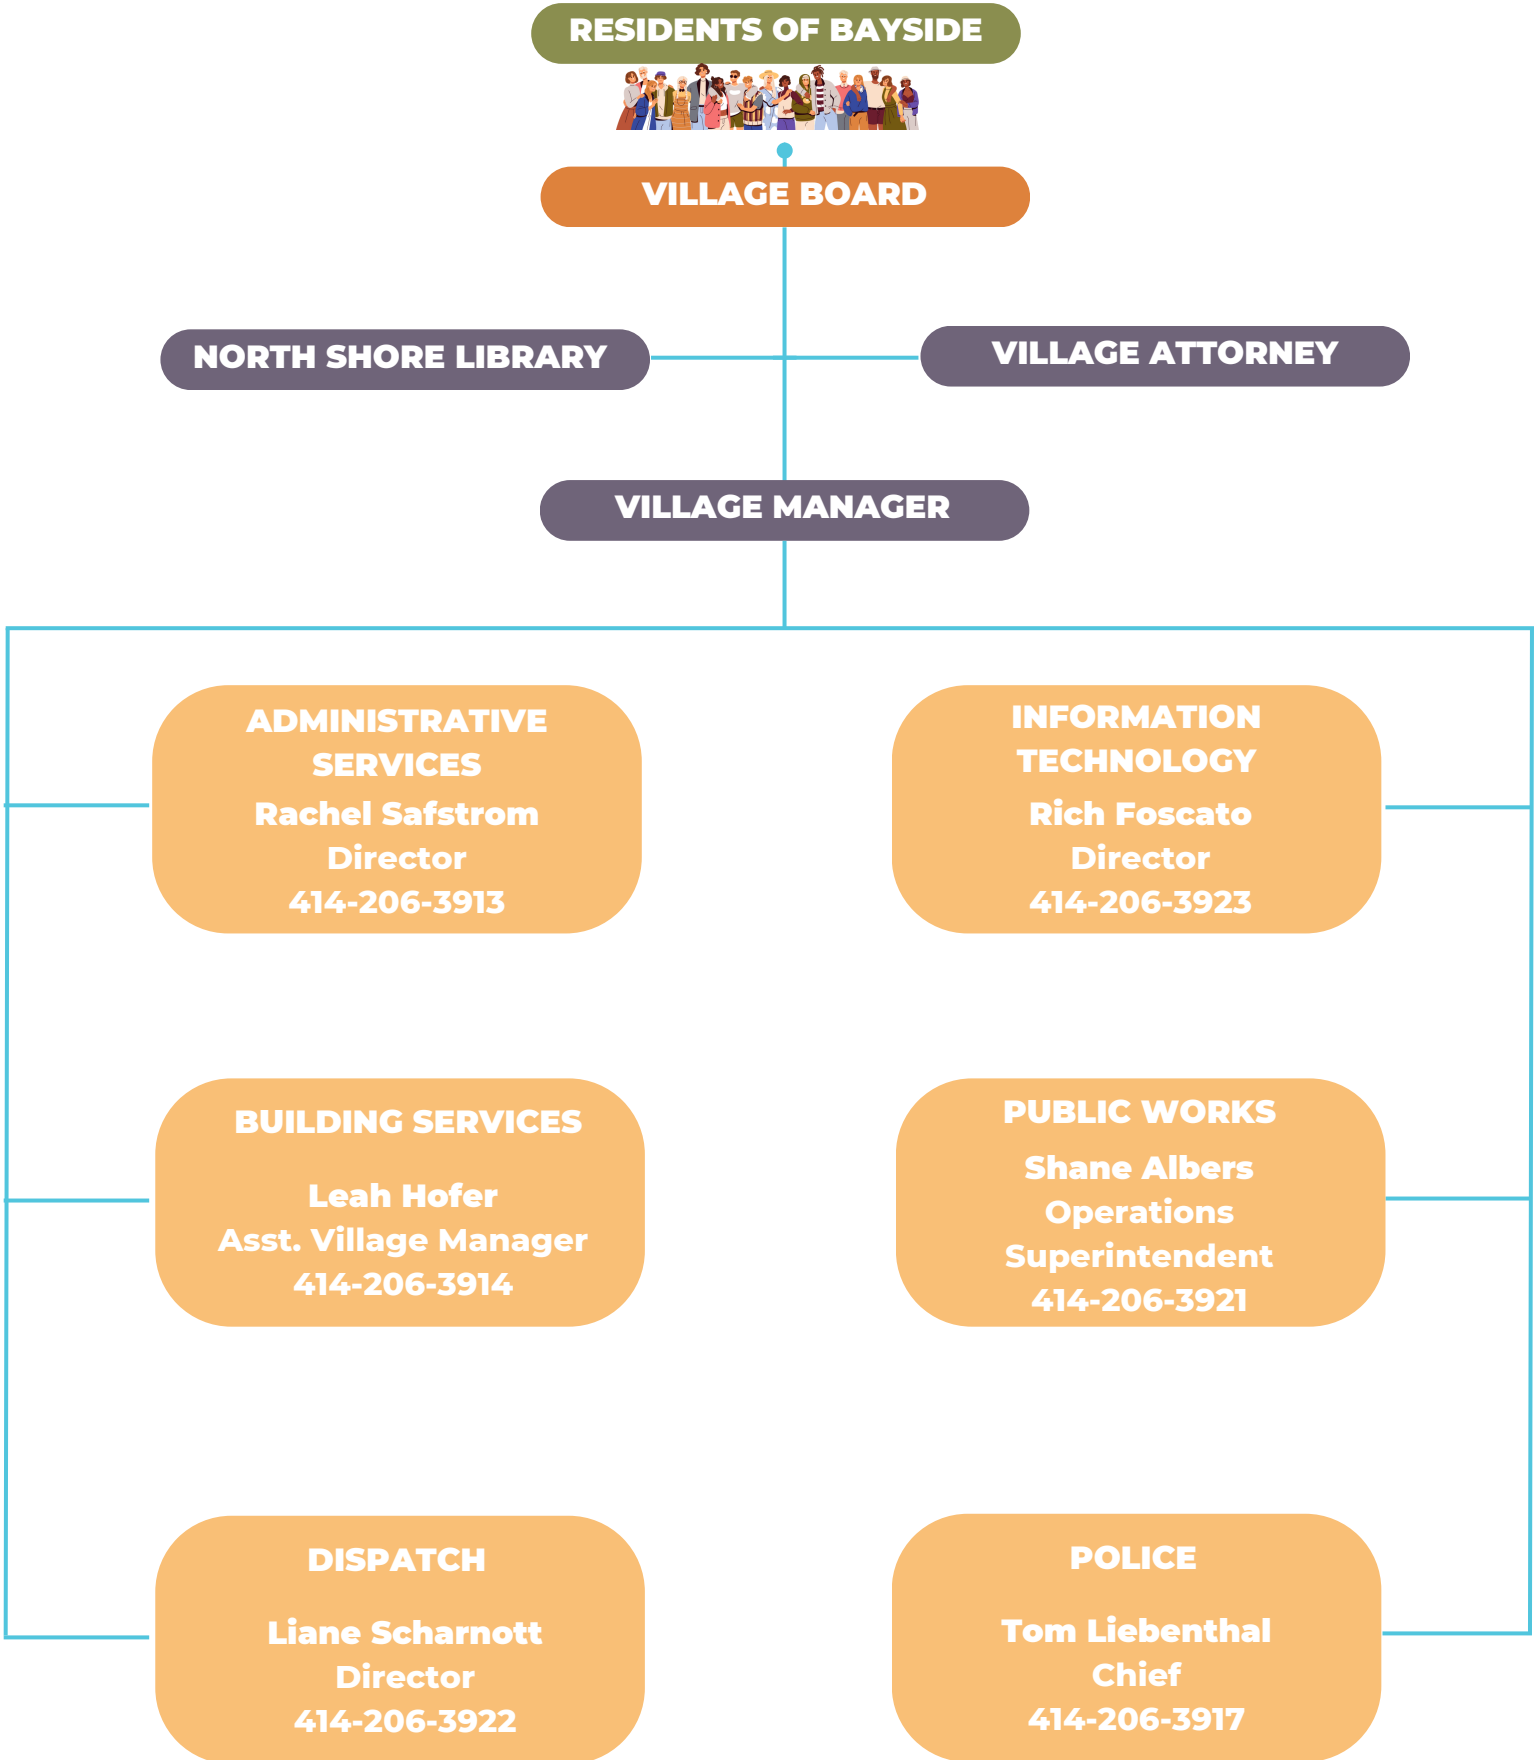 RESIDENTS OF BAYSIDE
VILLAGE BOARD
NORTH SHORE LIBRARY
VILLAGE ATTORNEY
VILLAGE MANAGER
ADMINISTRATIVE
SERVICES
Rachel Safstrom
Director
414-206-3913
INFORMATION
TECHNOLOGY
Rich Foscato
Director
414-206-3923
BUILDING SERVICES
Leah Hofer
Asst. Village Manager
414-206-3914
PUBLIC WORKS
Shane Albers
Operations
Superintendent
414-206-3921
DISPATCH
Liane Scharnott
Director
414-206-3922
POLICE
Tom Liebenthal
Chief
414-206-3917